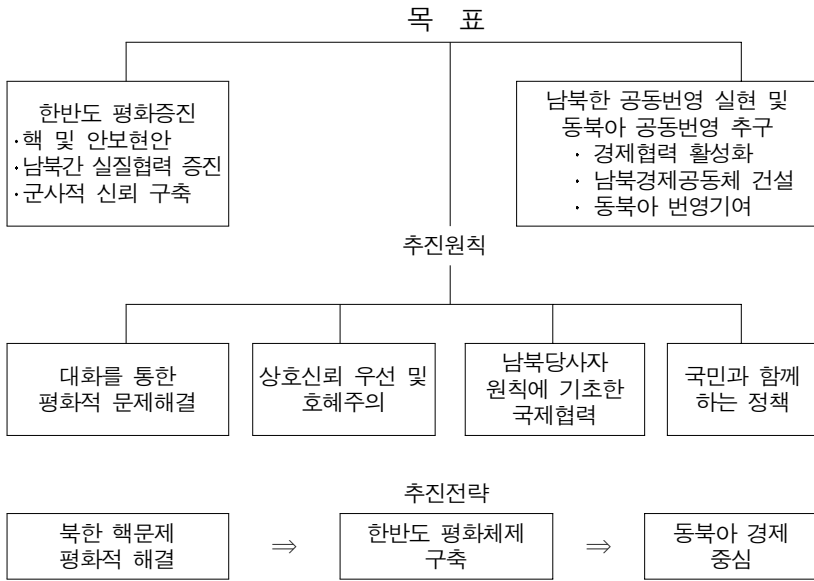 목 표
한반도 평화증진
·핵 및 안보현안
·남북간 실질협력 증진
·군사적 신뢰 구축
남북한 공동번영 실현 및
동북아 공동번영 추구
· 경제협력 활성화
· 남북경제공동체 건설
· 동북아 번영기여
추진원칙
대화를 통한
평화적 문제해결
상호신뢰 우선 및
호혜주의
남북당사자
원칙에 기초한
국제협력
국민과 함께
하는 정책
추진전략
북한 핵문제
평화적 해결
⇒
한반도 평화체제
구축
⇒
동북아 경제
중심